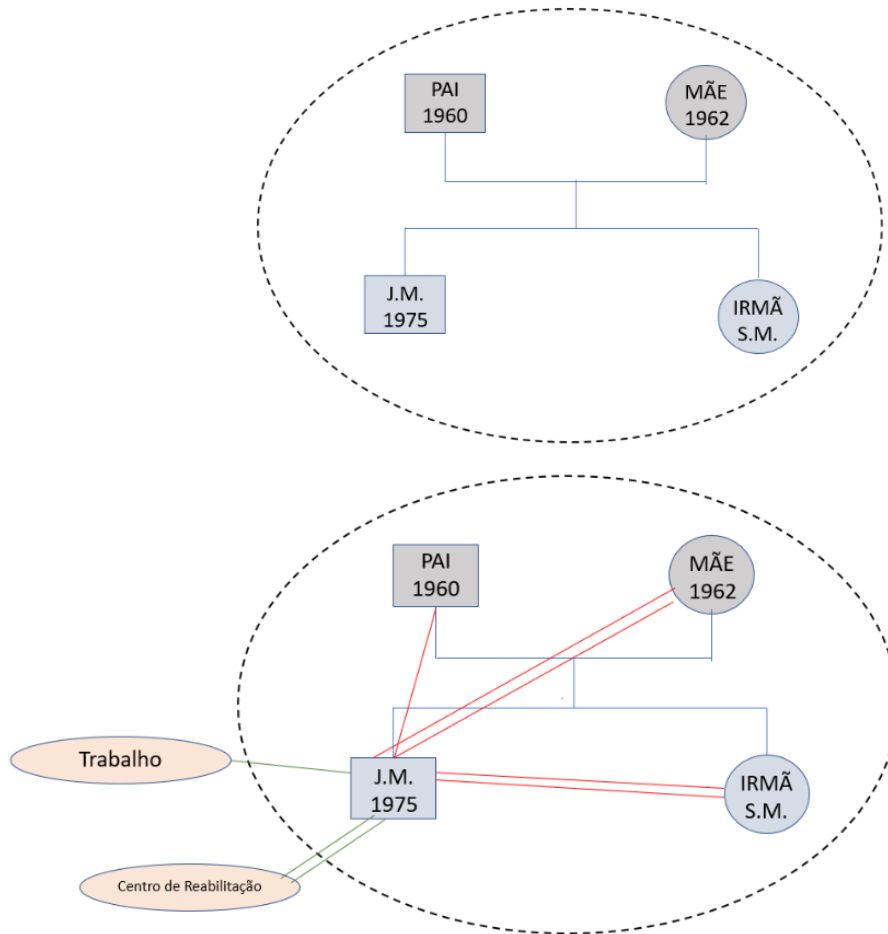 PAI
1960
MÃE
1962
J.M.
1975
IRMÃ
S.M.
PAI
1960
MÃE
1962
Trabalho
J.M.
1975
IRMÃ
S.M.
Centro de Reabilitação